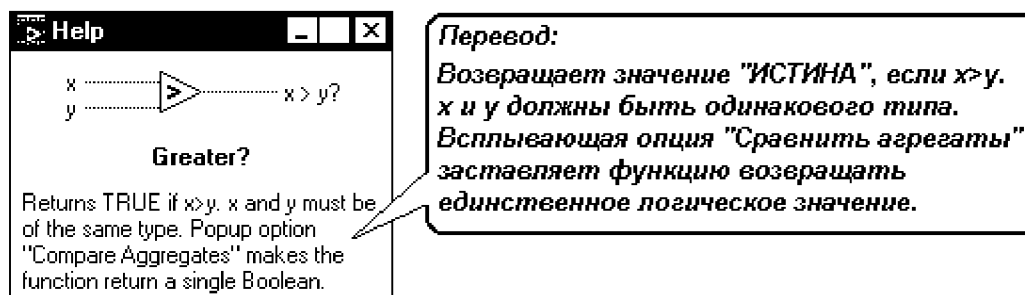 Help
x
y
> x > y?
Greater?
Returns TRUE if x>y. x and y must be
of the same type. Popup option
"Compare Aggregates" makes the
function return a single Boolean.
Перевод:
Возвращает значение "ИСТИНА", если x>y.
x и y должны быть одинакового типа.
Всплывающая опция "Сравнить агрегаты"
заставляет функцию возвращать
единственное логическое значение.